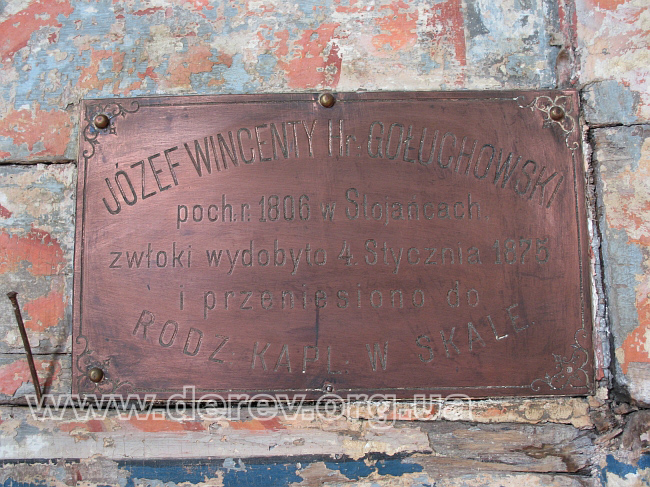 JÓZEF WINCENTY Hr. GOŁUCHOWSKI
poch. r. 1806 w Stojańcach.
zwłoki wydobyto 4. Stycznia 1875
i przeniesiono do
RODZ. KAPL. W SKALE.
www.derev.org.ua